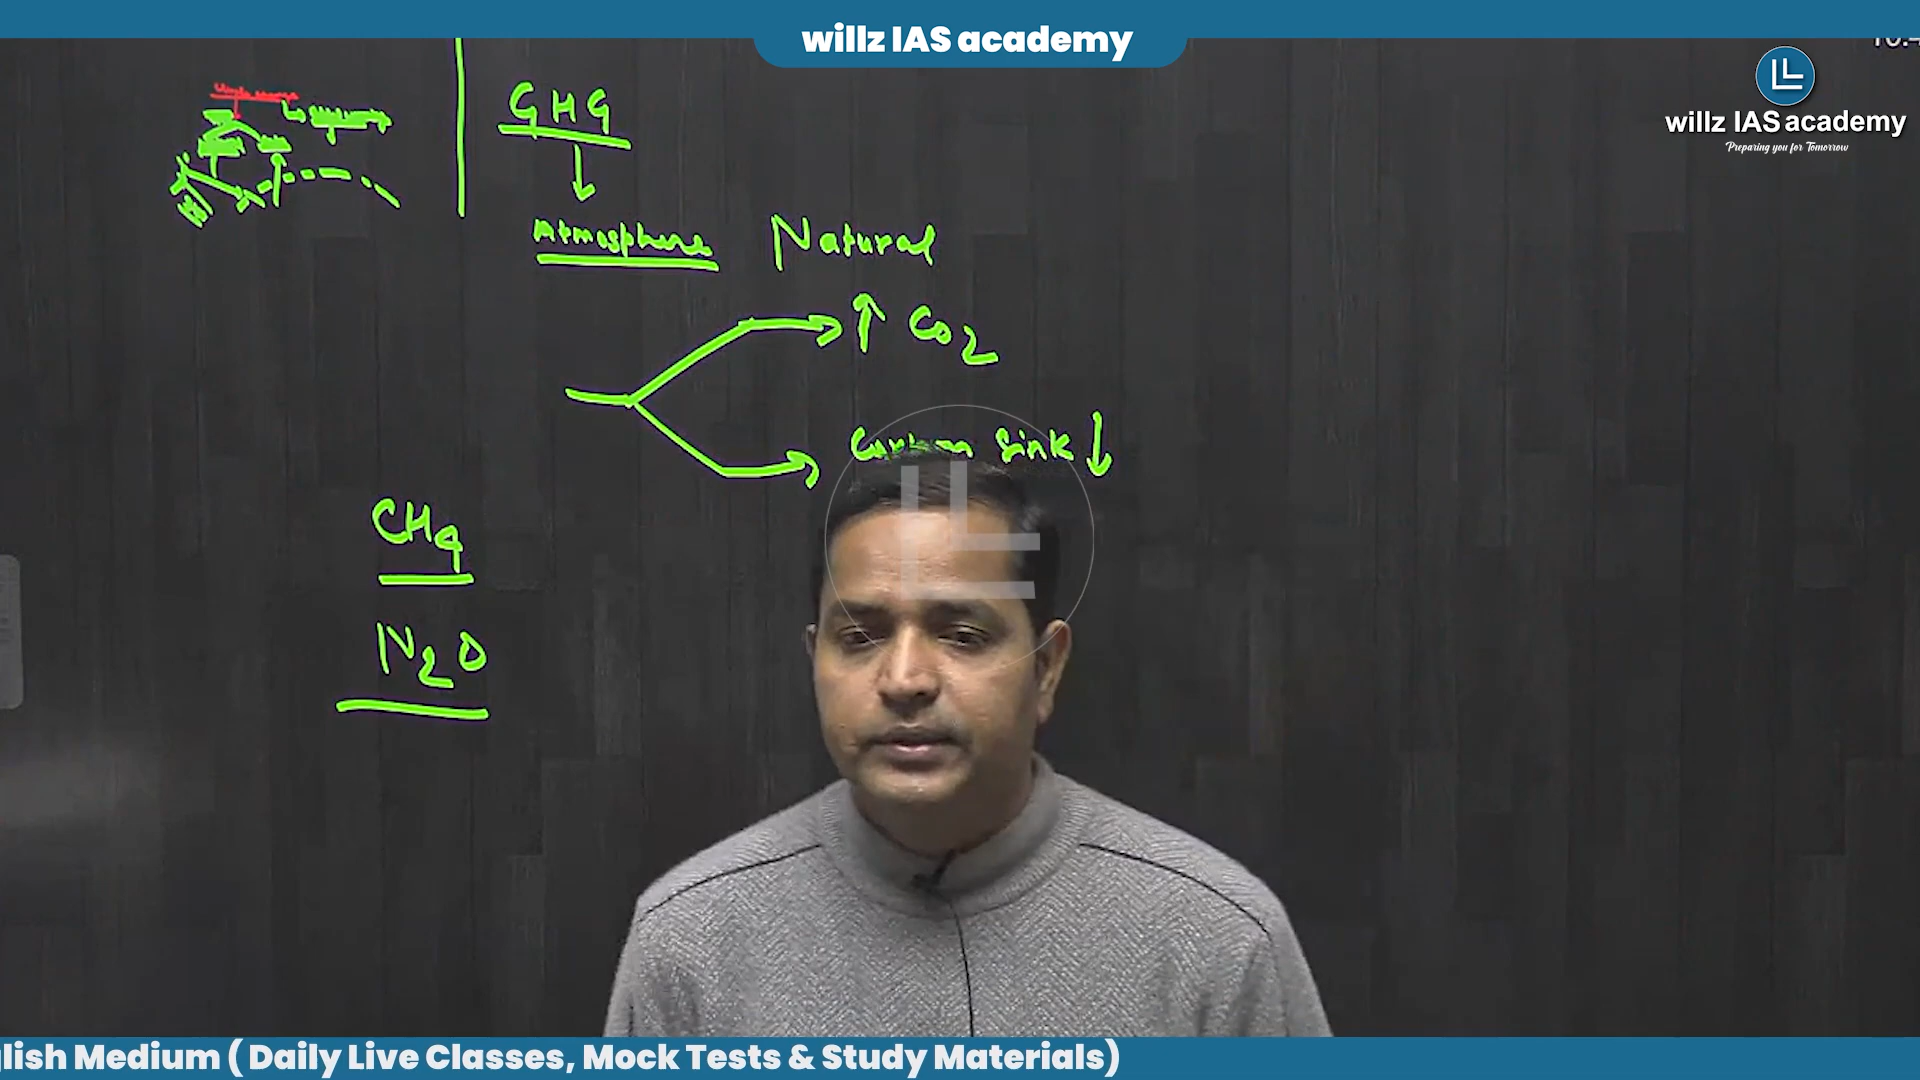 willz IAS academy
willz IAS academy
Preparing you for Tomorrow
GHG
Atmosphere Natural
↑ CO2
Carbon Sink ↓
CH4
N2O
glish Medium ( Daily Live Classes, Mock Tests & Study Materials)